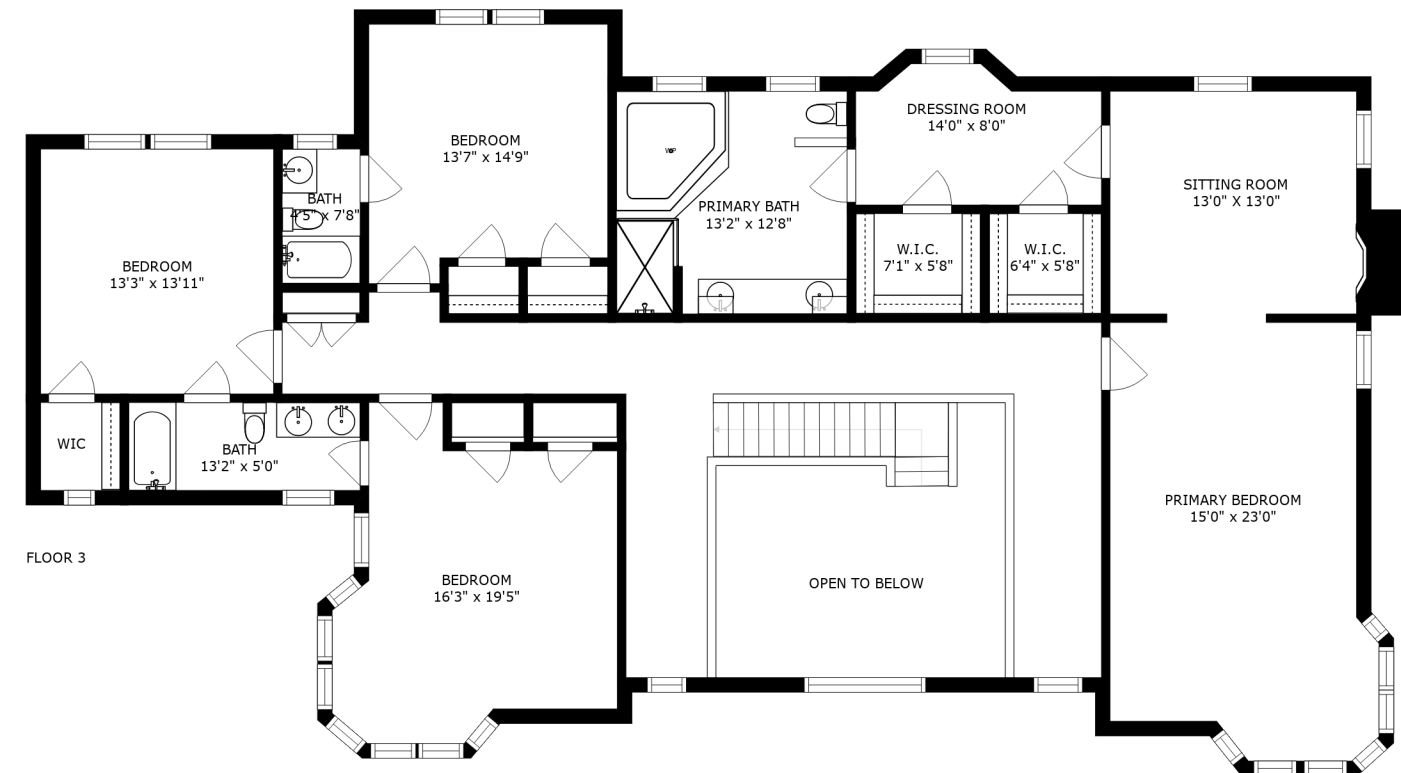 BEDROOM
13'7" x 14'9"
DRESSING ROOM
14'0" x 8'0"
BATH
4'5" x 7'8"
PRIMARY BATH
13'2" x 12'8"
SITTING ROOM
13'0" X 13'0"
BEDROOM
13'3" x 13'11"
W.I.C.
7'1" x 5'8"
W.I.C.
6'4" x 5'8"
WIC
BATH
13'2" x 5'0"
PRIMARY BEDROOM
15'0" x 23'0"
FLOOR 3
BEDROOM
16'3" x 19'5"
OPEN TO BELOW